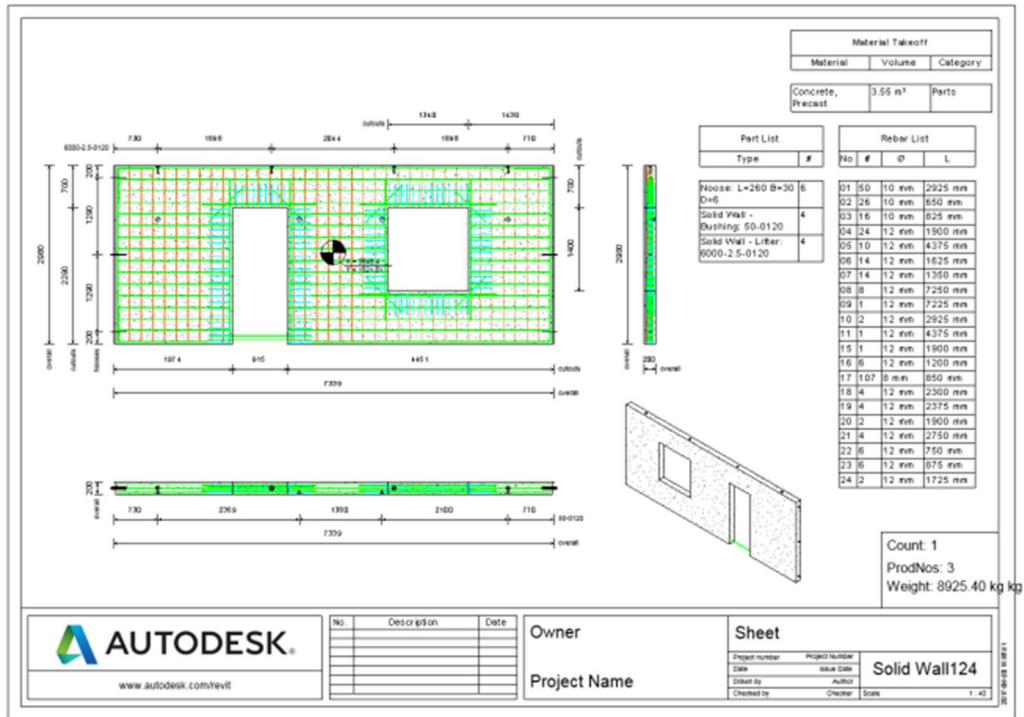 Material Takeoff
Material Volume Category
Concrete, Precast 3.55 m³ Parts
Part List
Type #
Noose: L=260 B=30 D=6 6
Solid Wall - Bushing: 50-0120 4
Solid Wall - Lifter: 6000-2.5-0120 4
Rebar List
No # Ø L
01 50 10 mm 2925 mm
02 26 10 mm 650 mm
03 16 10 mm 825 mm
04 24 12 mm 1900 mm
05 10 12 mm 4375 mm
06 14 12 mm 1625 mm
07 14 12 mm 1350 mm
08 8 12 mm 7250 mm
09 1 12 mm 7225 mm
10 2 12 mm 2925 mm
11 1 12 mm 4375 mm
15 1 12 mm 1900 mm
16 6 12 mm 1200 mm
17 107 8 mm 850 mm
18 4 12 mm 2300 mm
19 4 12 mm 2375 mm
20 2 12 mm 1900 mm
21 4 12 mm 2750 mm
22 6 12 mm 750 mm
23 6 12 mm 875 mm
24 2 12 mm 1725 mm
cutouts 1340 1430
6000-2.5-0120 730 1898 2044 1898 770
200 700 1290 1290 200
2980 2280
700 1400
2980
overall cutouts nooses
1974 915 4451 cutouts
7339 overall
200 overall
200 overall
730 2359 1380 2100 770 50-0120
7339 overall
Count: 1
ProdNos: 3
Weight: 8925.40 kg kg
AUTODESK®
www.autodesk.com/revit
No. Description Date
Owner
Project Name
Sheet
Project number Project Number
Date Issue Date
Drawn by Author
Checked by Checker
Solid Wall124
Scale 1 : 40